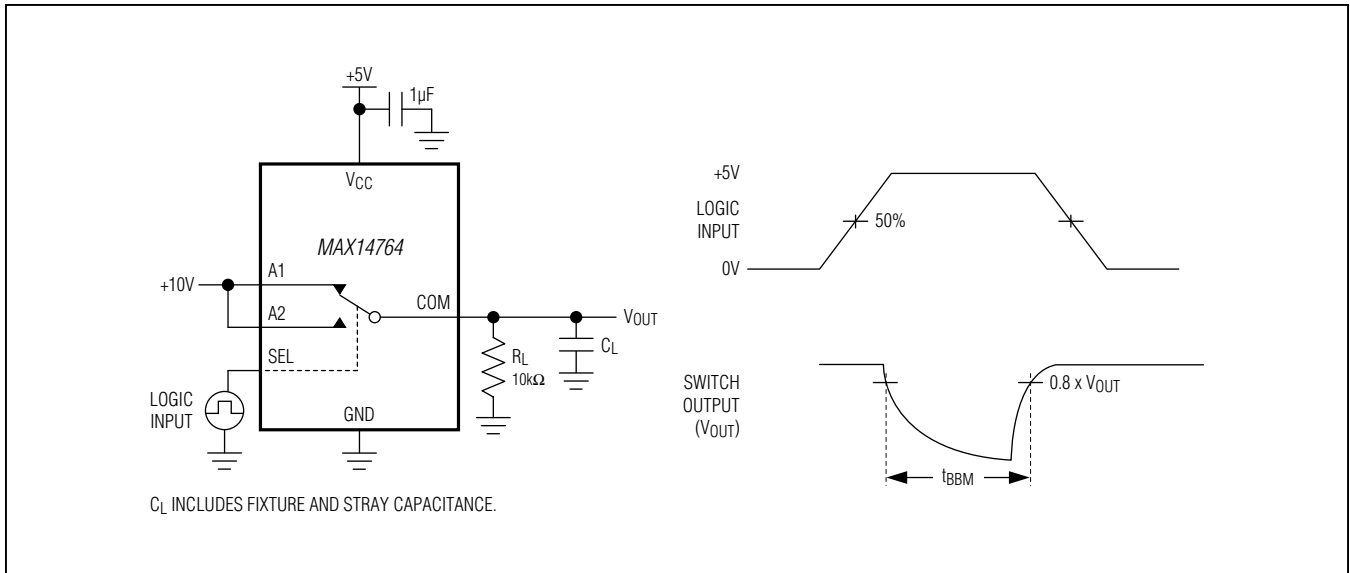 +5V
1µF
VCC
MAX14764
+10V
A1
A2
COM
VOUT
SEL
RL
10kΩ
CL
LOGIC
INPUT
GND
CL INCLUDES FIXTURE AND STRAY CAPACITANCE.
+5V
LOGIC
INPUT
50%
0V
SWITCH
OUTPUT
(VOUT)
0.8 x VOUT
tBBM